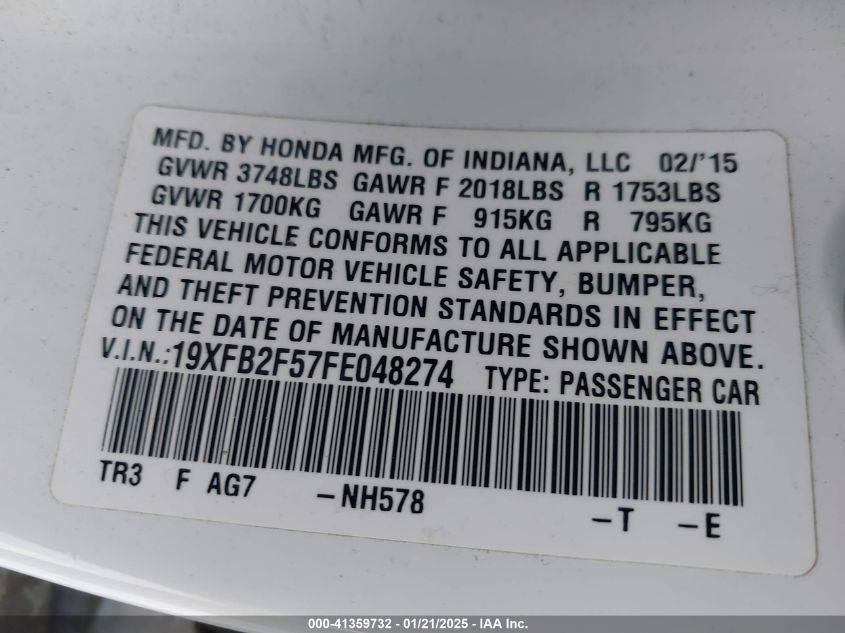 MFD. BY HONDA MFG. OF INDIANA, LLC 02/'15
GVWR 3748LBS GAWR F 2018LBS R 1753LBS
GVWR 1700KG GAWR F 915KG R 795KG
THIS VEHICLE CONFORMS TO ALL APPLICABLE
FEDERAL MOTOR VEHICLE SAFETY, BUMPER,
AND THEFT PREVENTION STANDARDS IN EFFECT
ON THE DATE OF MANUFACTURE SHOWN ABOVE.
V.I.N.:19XFB2F57FE048274 TYPE: PASSENGER CAR
TR3 F AG7 -NH578 -T -E
000-41359732 - 01/21/2025 - IAA Inc.